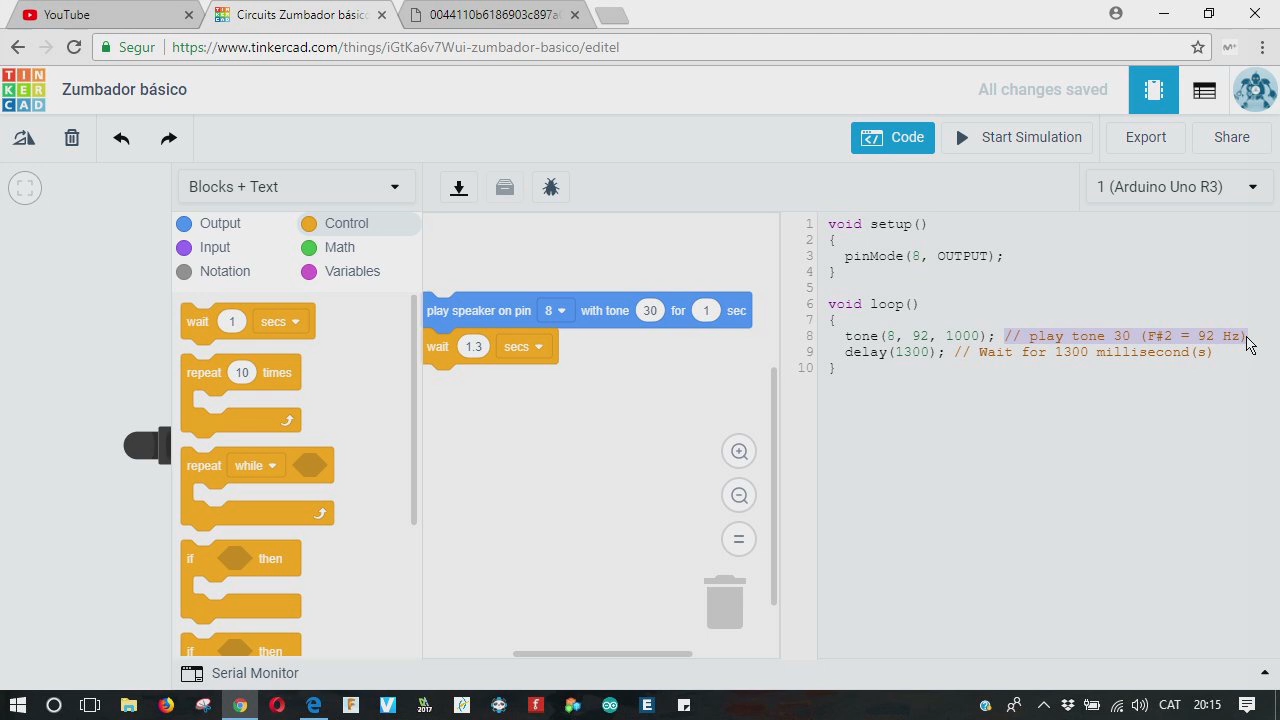 YouTube
Circuits Zumbador básic
0044110b6186903c897a
Segur
https://www.tinkercad.com/things/iGtKa6v7Wui-zumbador-basico/editel
TIN
KER
CAD
Zumbador básico
All changes saved
Code
Start Simulation
Export
Share
Blocks + Text
1 (Arduino Uno R3)
Output
Control
Input
Math
Notation
Variables
wait 1 secs
repeat 10 times
repeat while
if then
if then
play speaker on pin 8 with tone 30 for 1 sec
wait 1.3 secs
1 void setup()
2 {
3 pinMode(8, OUTPUT);
4 }
5
6 void loop()
7 {
8 tone(8, 92, 1000); // play tone 30 (F#2 = 92 Hz)
9 delay(1300); // Wait for 1300 millisecond(s)
10 }
Serial Monitor
2017
CAT
20:15